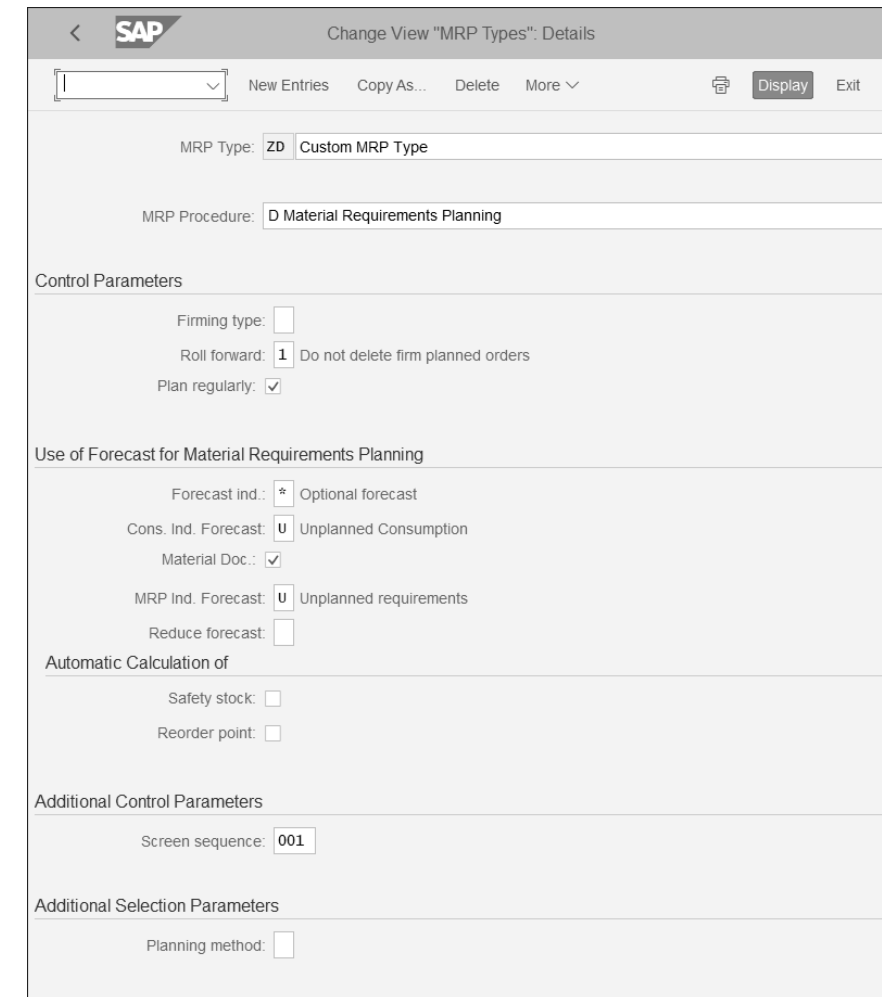 SAP Change View "MRP Types": Details
New Entries Copy As... Delete More Display Exit
MRP Type: ZD Custom MRP Type
MRP Procedure: D Material Requirements Planning
Control Parameters
Firming type:
Roll forward: 1 Do not delete firm planned orders
Plan regularly:
Use of Forecast for Material Requirements Planning
Forecast ind.: * Optional forecast
Cons. Ind. Forecast: U Unplanned Consumption
Material Doc.:
MRP Ind. Forecast: U Unplanned requirements
Reduce forecast:
Automatic Calculation of
Safety stock:
Reorder point:
Additional Control Parameters
Screen sequence: 001
Additional Selection Parameters
Planning method: